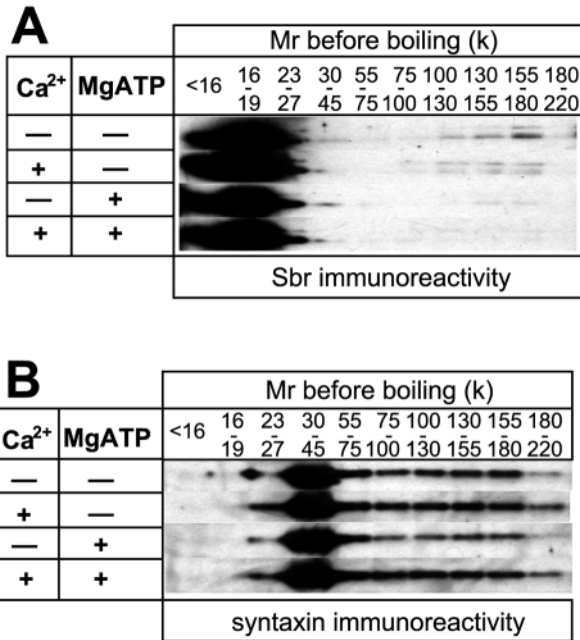 A
Mr before boiling (k)
Ca2+ MgATP <16 16-19 23-27 30-45 55-75 75-100 100-130 130-155 155-180 180-220
— —
+ —
— +
+ +
Sbr immunoreactivity
B
Mr before boiling (k)
Ca2+ MgATP <16 16-19 23-27 30-45 55-75 75-100 100-130 130-155 155-180 180-220
— —
+ —
— +
+ +
syntaxin immunoreactivity